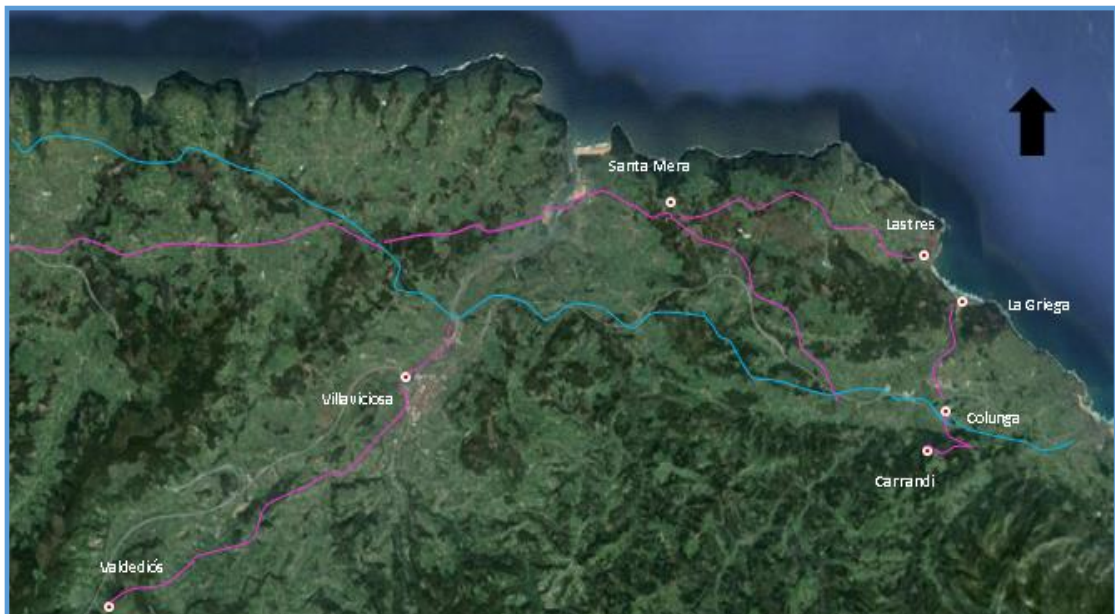 Santa Mera
Lastres
La Griega
Villaviciosa
Colunga
Carrandi
Valdediós